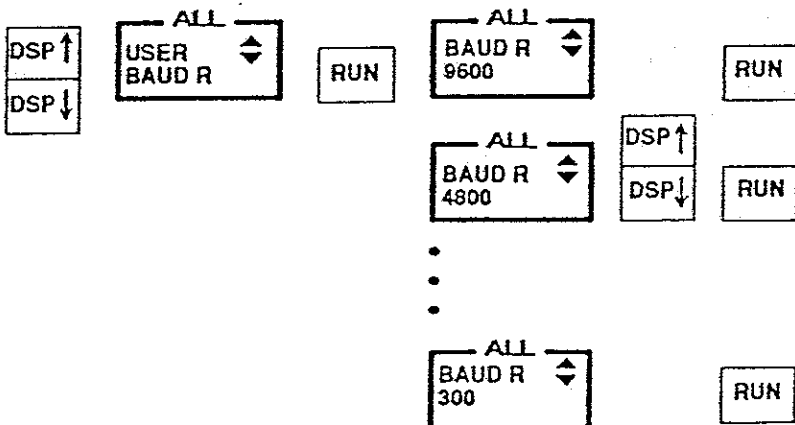 DSP ↑
DSP ↓
ALL
USER
BAUD R
RUN
ALL
BAUD R
9600
RUN
ALL
BAUD R
4800
DSP ↑
DSP ↓
RUN
ALL
BAUD R
300
RUN